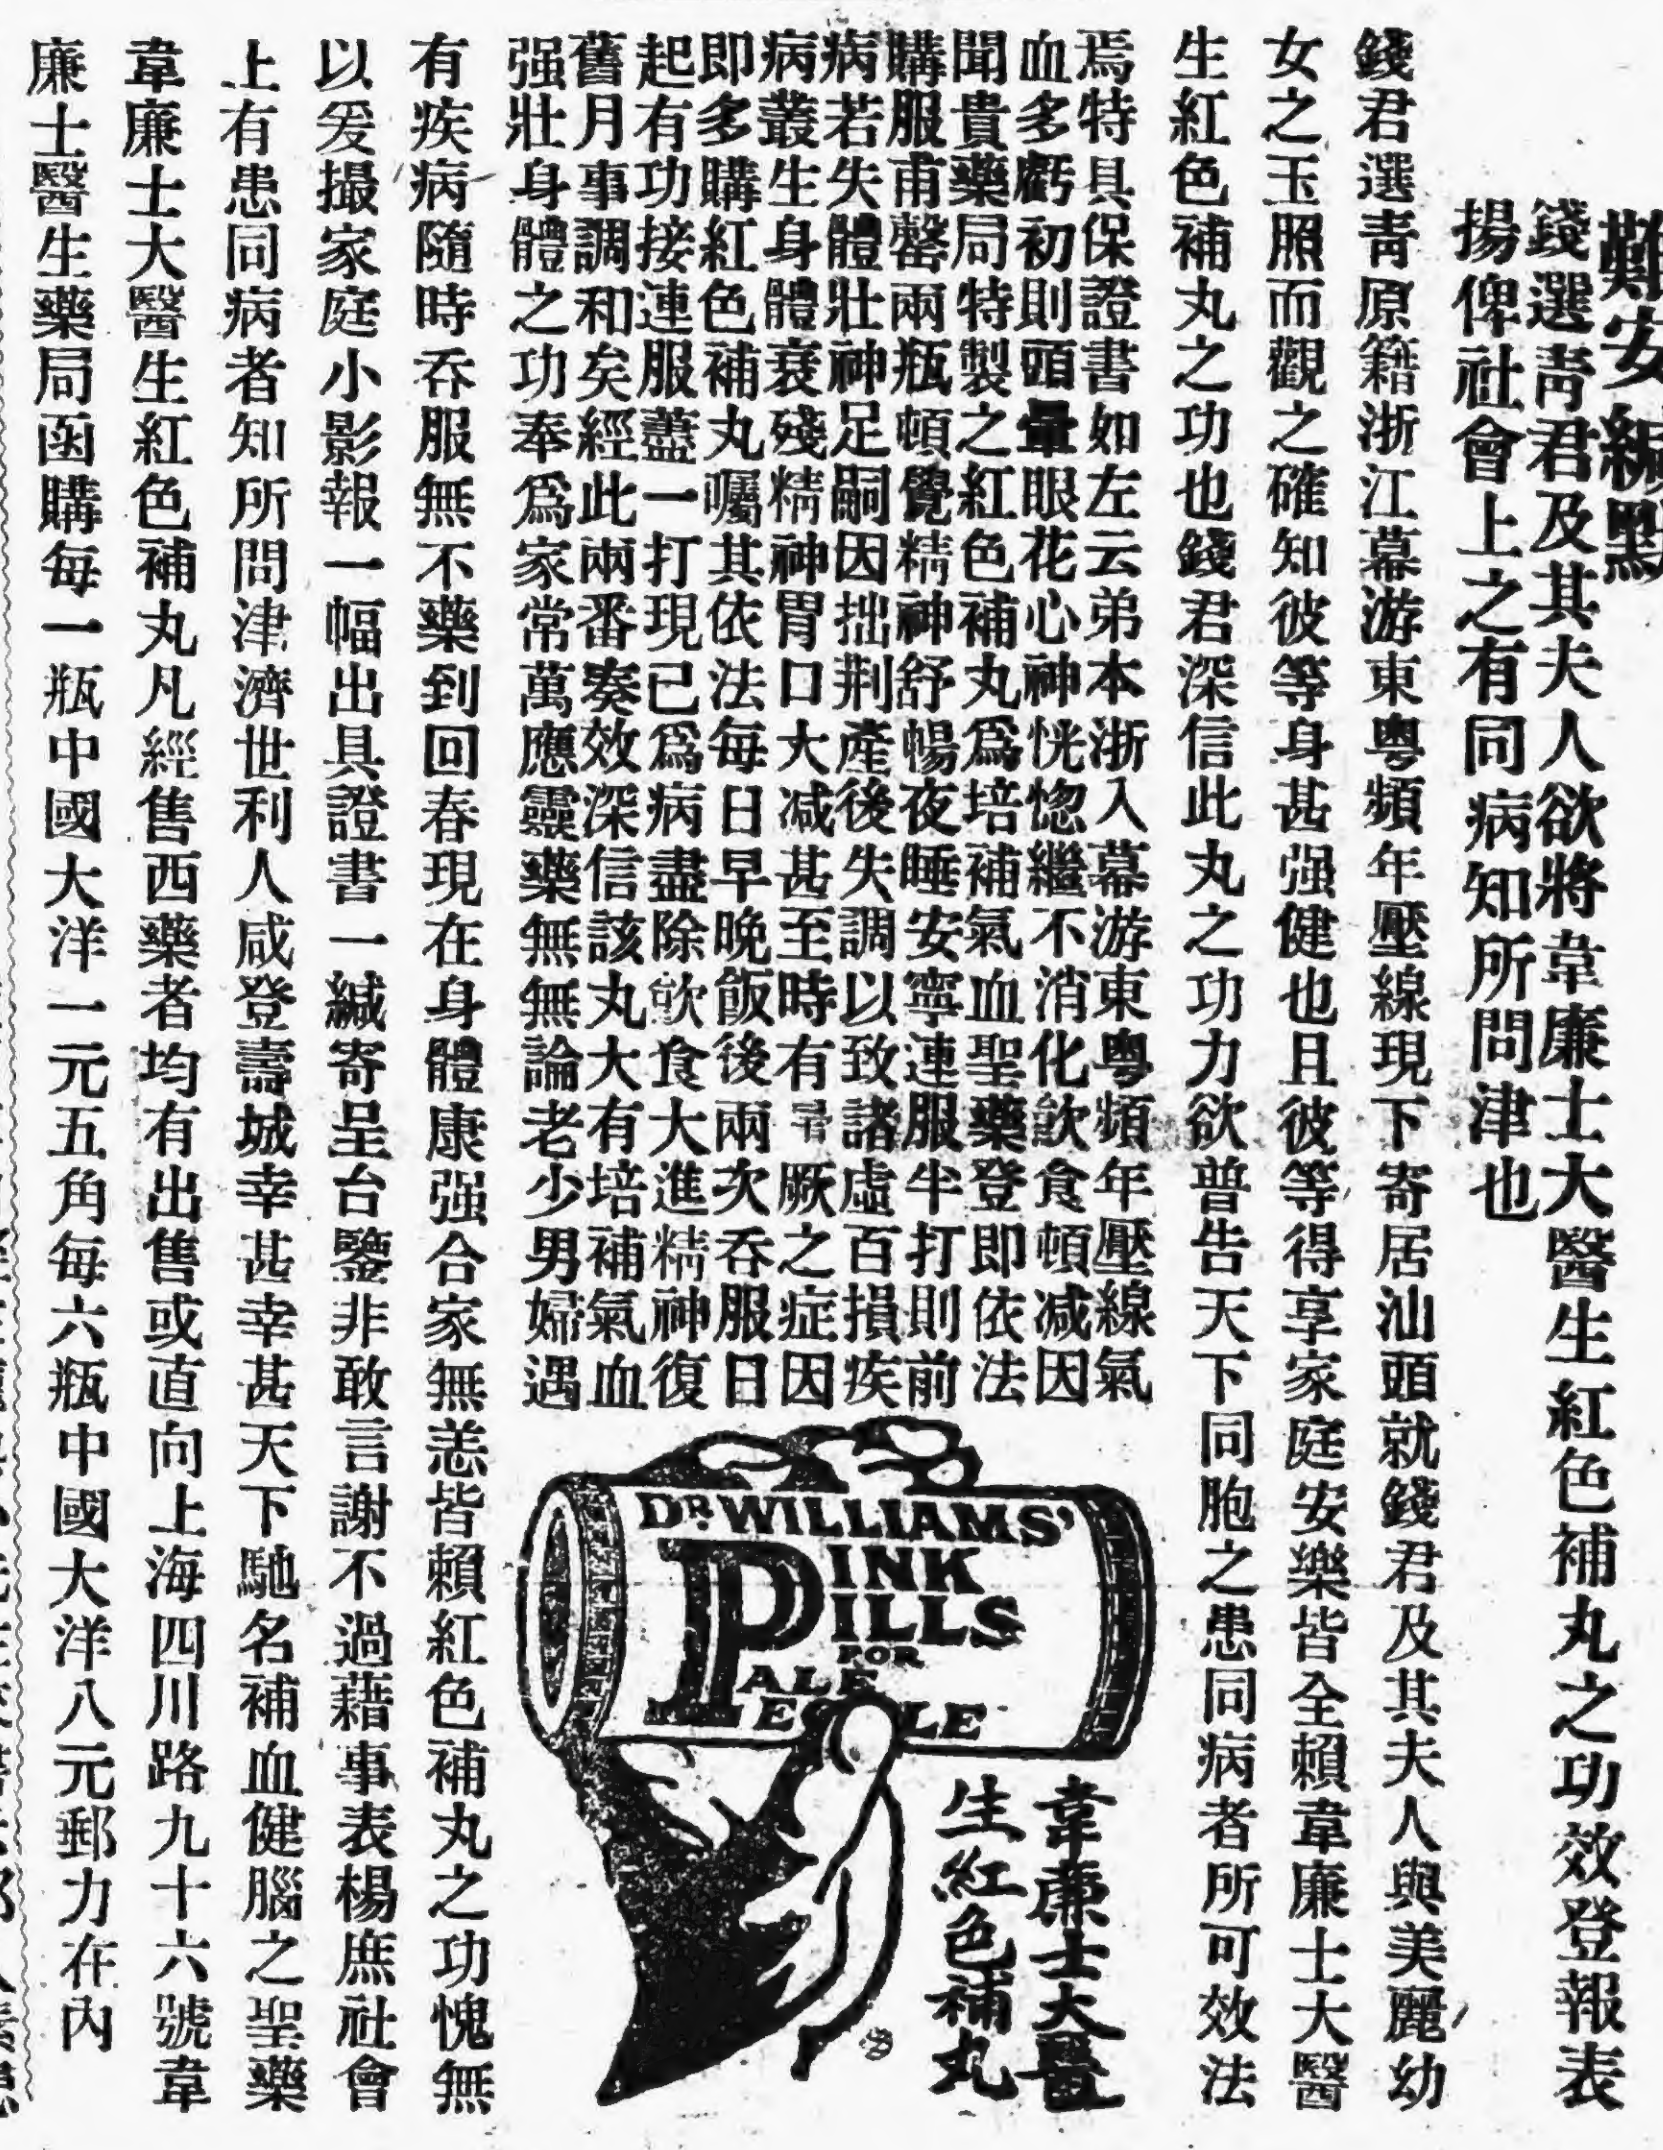 難安緘默
錢選青君及其夫人欲將韋廉士大醫生紅色補丸之功效登報表
揚俾社會上之有同病知所問津也
錢君選青原籍浙江幕游東粤頻年壓線現下寄居汕頭就錢君及其夫人與美麗幼
女之玉照而觀之確知彼等身甚强健也且彼等得享家庭安樂皆全賴韋廉士大醫
生紅色補丸之功也錢君深信此丸之功力欲普告天下同胞之患同病者所可效法
焉特具保證書如左云弟本浙入幕游東粤頻年壓線氣
血多虧初則頭暈眼花心神恍惚繼不消化飲食頓减因
聞貴藥局特製之紅色補丸爲培補氣血聖藥登即依法
購服甫罄兩瓶頓覺精神舒暢夜睡安寧連服半打則前
病若失體壯神足嗣因拙荆產後失調以致諸虛百損疾
病叢生身體衰殘精神胃口大减甚至時有暈厥之症因
即多購紅色補丸囑其依法每日早晚飯後兩次吞服日
起有功接連服藎一打現已爲病盡除飲食大進精神復
舊月事調和矣經此兩番奏效深信該丸大有培補氣血
强壯身體之功奉爲家常萬應靈藥無無論老少男婦遇
有疾病隨時吞服無不藥到回春現在身體康强合家無恙皆賴紅色補丸之功愧無
以爰撮家庭小影報一幅出具證書一緘寄呈台鑒非敢言謝不過藉事表楊庶社會
上有患同病者知所問津濟世利人咸登壽城幸甚幸甚天下馳名補血健腦之聖藥
韋廉士大醫生紅色補丸凡經售西藥者均有出售或直向上海四川路九十六號韋
廉士醫生藥局函購每一瓶中國大洋一元五角每六瓶中國大洋八元郵力在內
DR. WILLIAMS'
PINK
PILLS
FOR
PALE
PEOPLE
韋廉士大醫
生紅色補丸